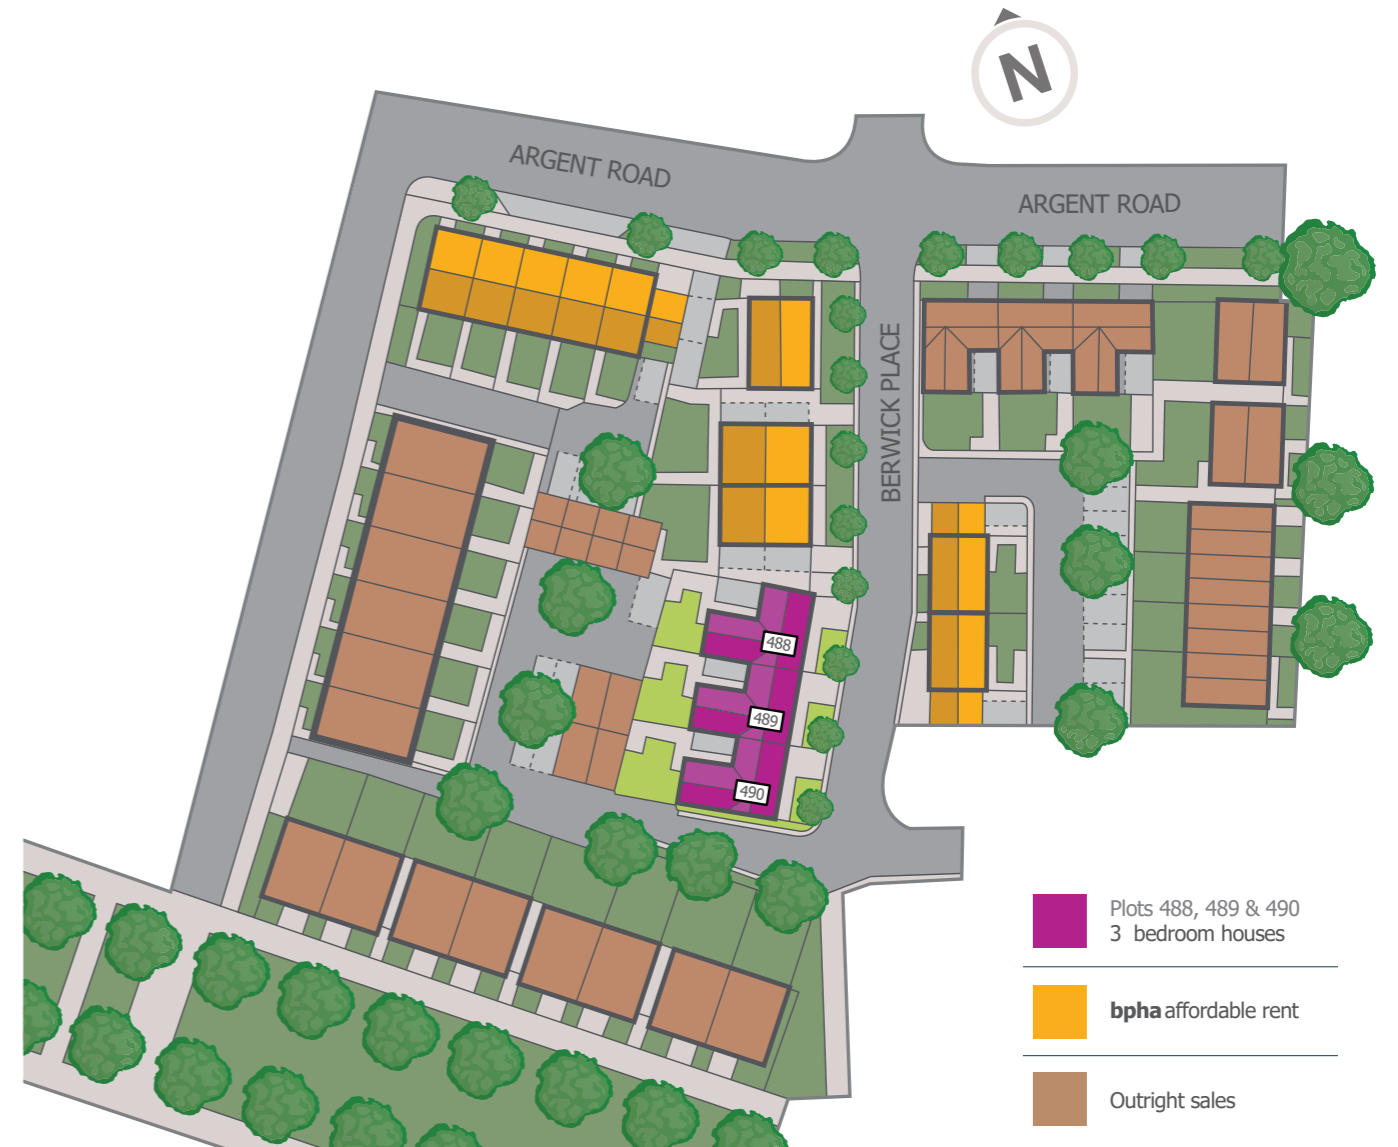 N
ARGENT ROAD
ARGENT ROAD
BERWICK PLACE
488
489
490
Plots 488, 489 & 490
3 bedroom houses
bpha affordable rent
Outright sales